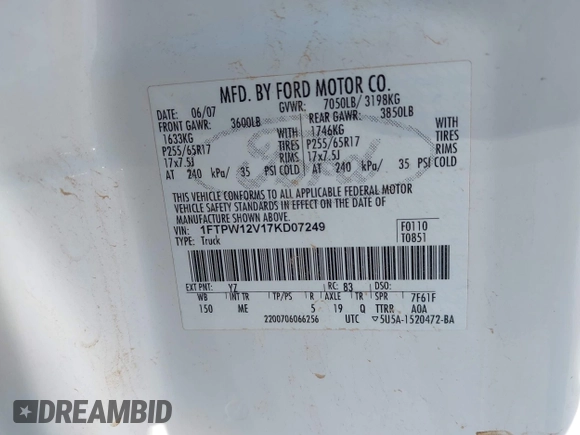 MFD. BY FORD MOTOR CO.
DATE: 06/07 GVWR: 7050LB/ 3198KG
FRONT GAWR: 3600LB REAR GAWR: 3850LB
1633KG WITH 1746KG WITH
P255/65R17 TIRES P255/65R17 TIRES
17x7.5J RIMS 17x7.5J RIMS
AT 240 kPa/ 35 PSI COLD AT 240 kPa/ 35 PSI COLD
THIS VEHICLE CONFORMS TO ALL APPLICABLE FEDERAL MOTOR
VEHICLE SAFETY STANDARDS IN EFFECT ON THE DATE OF
MANUFACTURE SHOWN ABOVE.
VIN: 1FTPW12V17KD07249 F0110
TYPE: Truck T0851
EXT PNT: YZ RC: 83 DSO:
WB INT TR TP/PS R AXLE TR SPR 7F61F
150 ME 5 19 Q TTRR AOA
2200706066256 UTC ▽5U5A-1520472-BA
Ford
DREAMBID